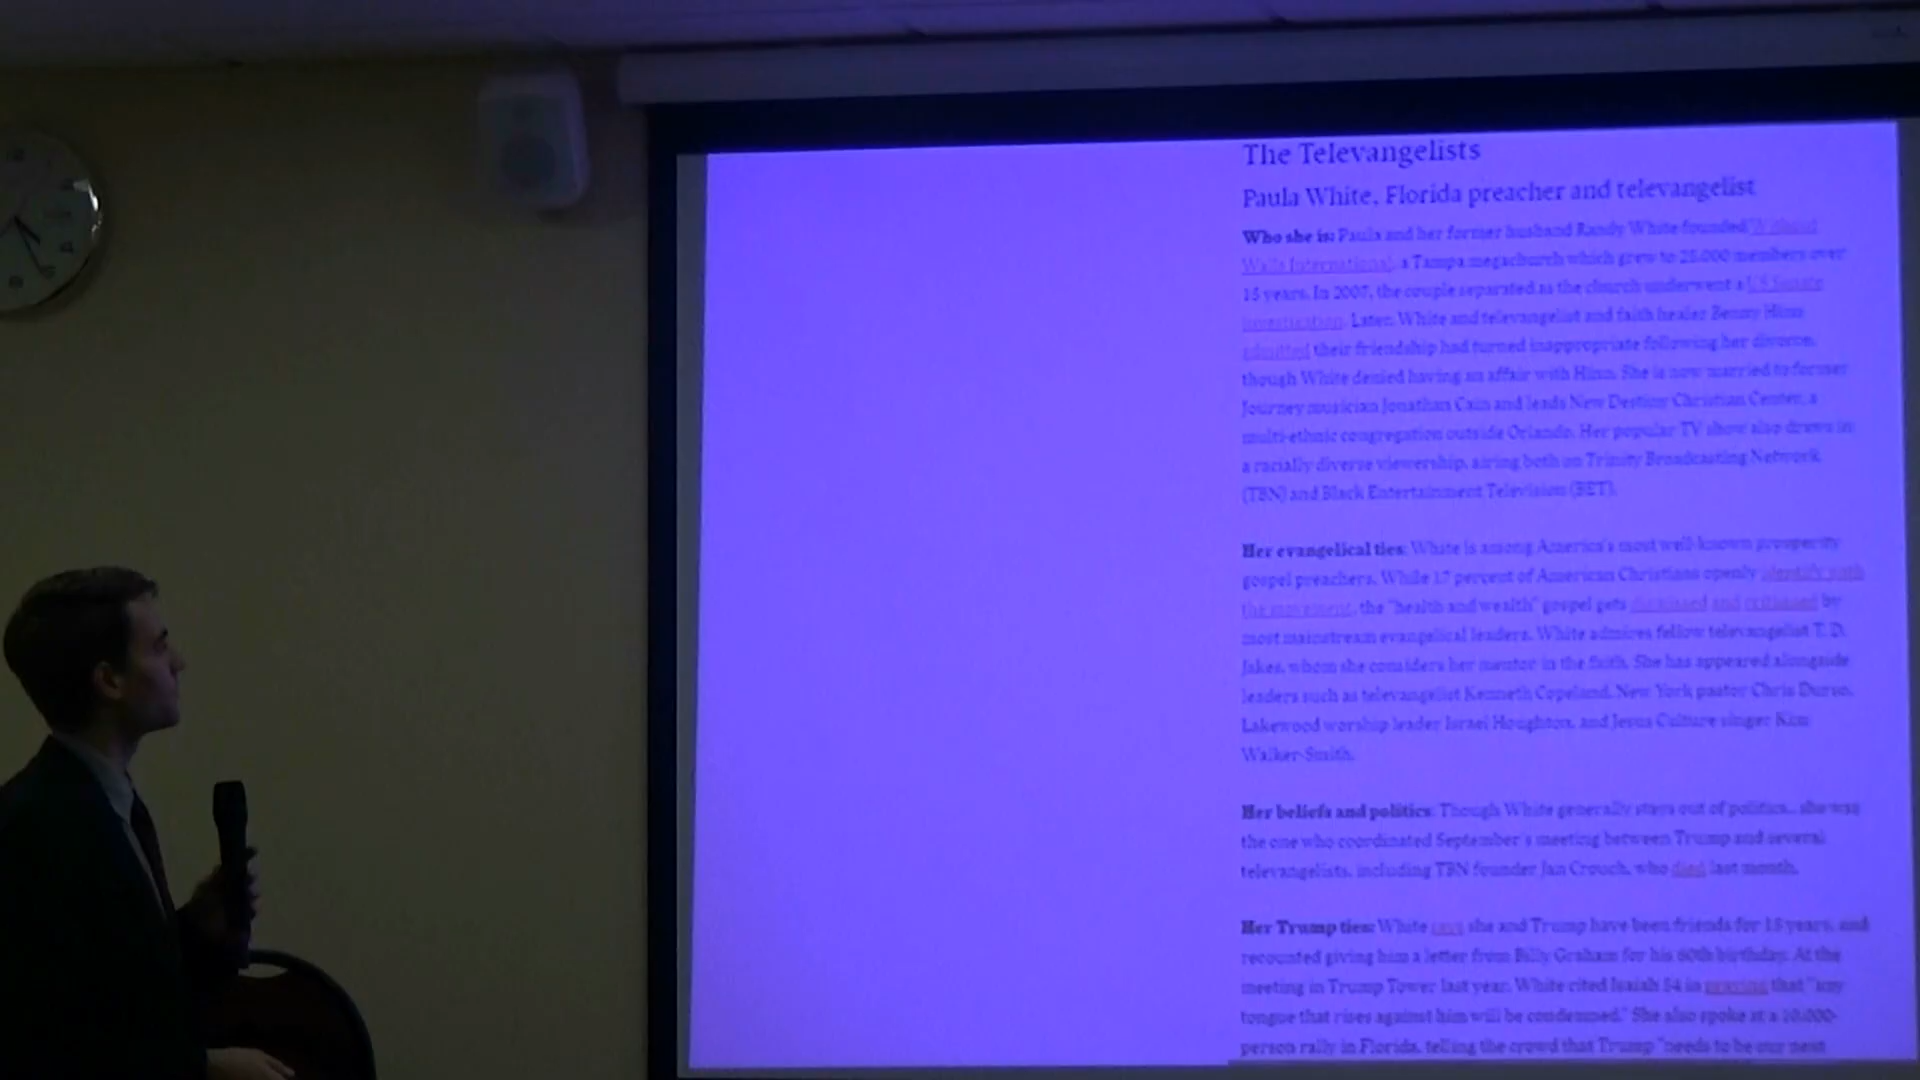 The Televangelists
Paula White, Florida preacher and televangelist
Who she is: Paula and her former husband Randy White founded Without
Walls International, a Tampa megachurch which grew to 25,000 members over
15 years. In 2007, the couple separated as the church underwent a US Senate
investigation. Later, White and televangelist and faith healer Benny Hinn
admitted their friendship had turned inappropriate following her divorce,
though White denied having an affair with Hinn. She is now married to former
Journey musician Jonathan Cain and leads New Destiny Christian Center, a
multi-ethnic congregation outside Orlando. Her popular TV show also draws in
a racially diverse viewership, airing both on Trinity Broadcasting Network
(TBN) and Black Entertainment Television (BET).
Her evangelical ties: White is among America's most well-known prosperity
gospel preachers. While 17 percent of American Christians openly identify with
the movement, the "health and wealth" gospel gets dismissed and critiqued by
most mainstream evangelical leaders. White admires fellow televangelist T. D.
Jakes, whom she considers her mentor in the faith. She has appeared alongside
leaders such as televangelist Kenneth Copeland, New York pastor Chris Durso,
Lakewood worship leader Israel Houghton, and Jesus Culture singer Kim
Walker-Smith.
Her beliefs and politics: Though White generally stays out of politics, she was
the one who coordinated September's meeting between Trump and several
televangelists, including TBN founder Jan Crouch, who died last month.
Her Trump ties: White says she and Trump have been friends for 15 years, and
recounted giving him a letter from Billy Graham for his 60th birthday. At the
meeting in Trump Tower last year, White cited Isaiah 54 in praying that "any
tongue that rises against him will be condemned." She also spoke at a 10,000-
person rally in Florida, telling the crowd that Trump "needs to be our next